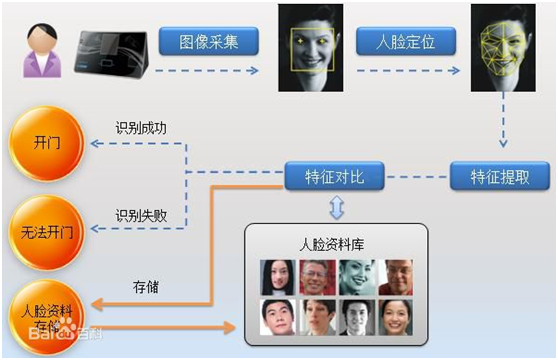 图像采集
人脸定位
开门
识别成功
特征对比
特征提取
无法开门
识别失败
人脸资料库
存储
人脸资料
存储
Bai百科